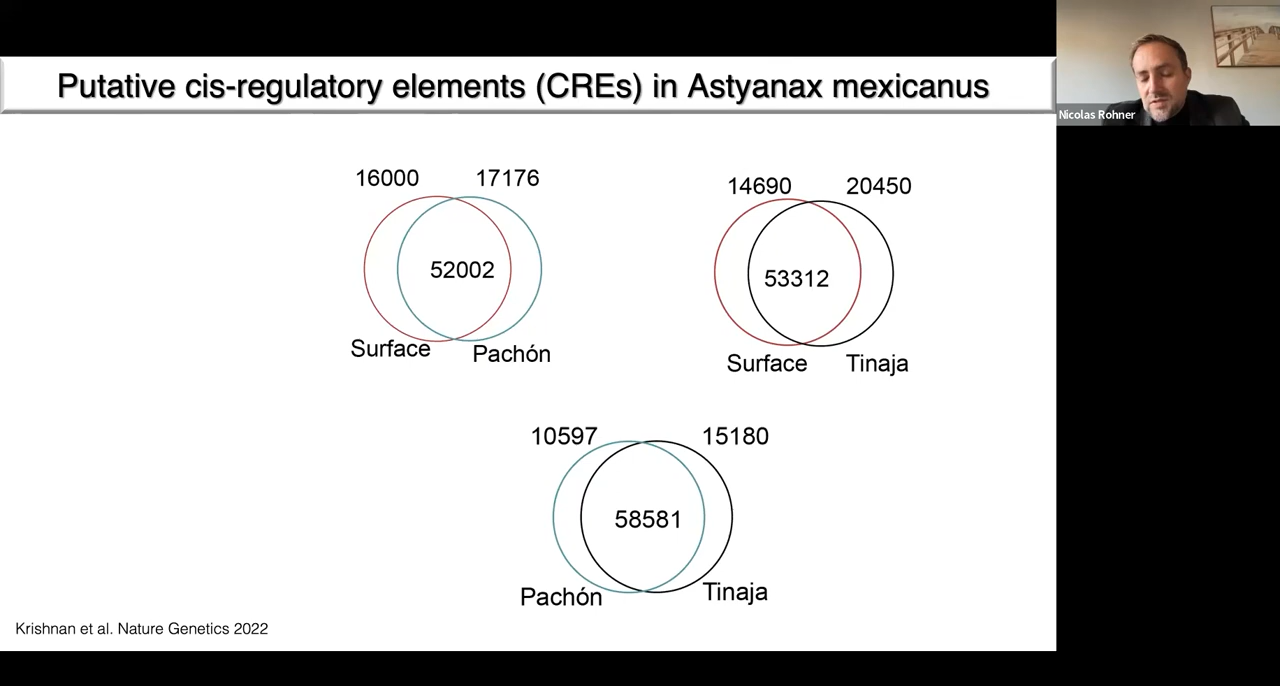 Putative cis-regulatory elements (CREs) in Astyanax mexicanus
Nicolas Rohner
16000 17176
52002
Surface Pachón
14690 20450
53312
Surface Tinaja
10597 15180
58581
Pachón Tinaja
Krishnan et al. Nature Genetics 2022